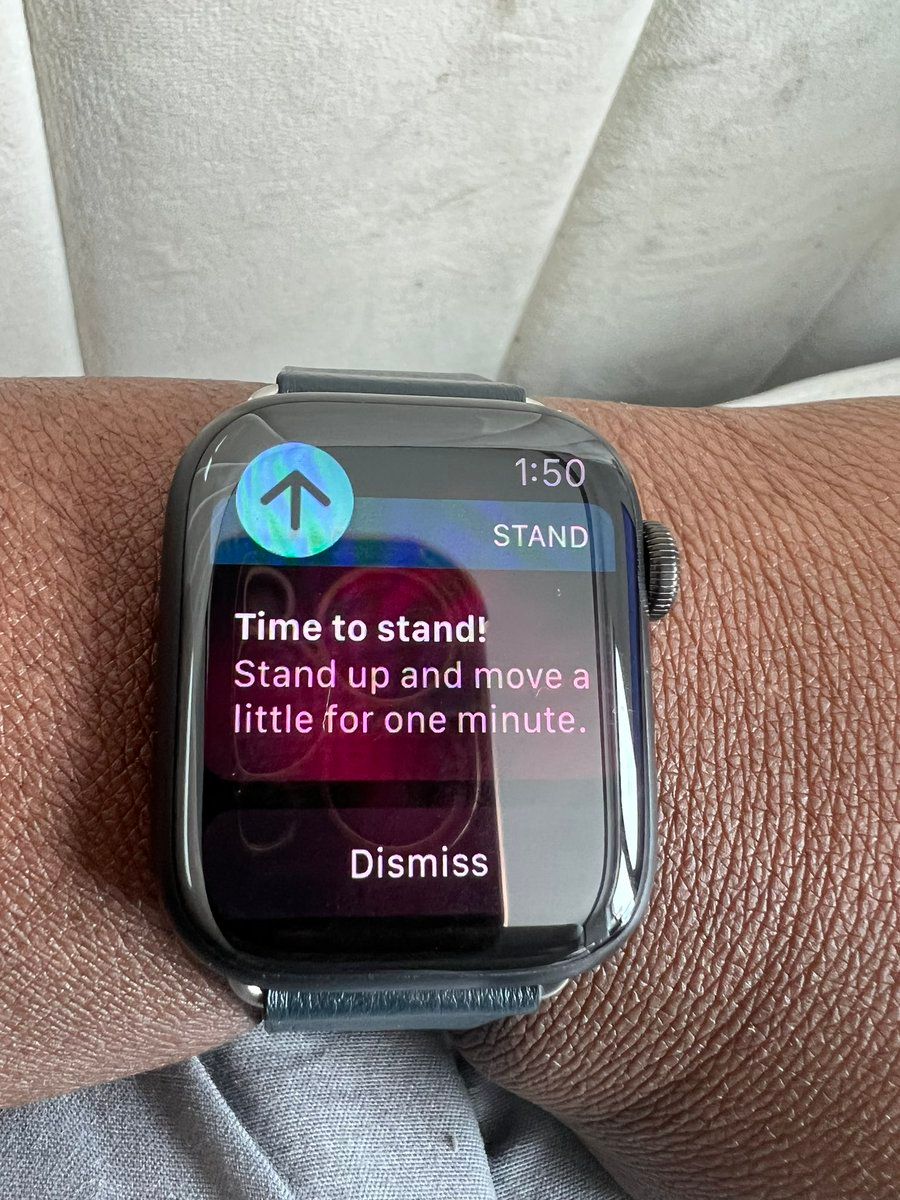 1:50
STAND
Time to stand!
Stand up and move a
little for one minute.
Dismiss